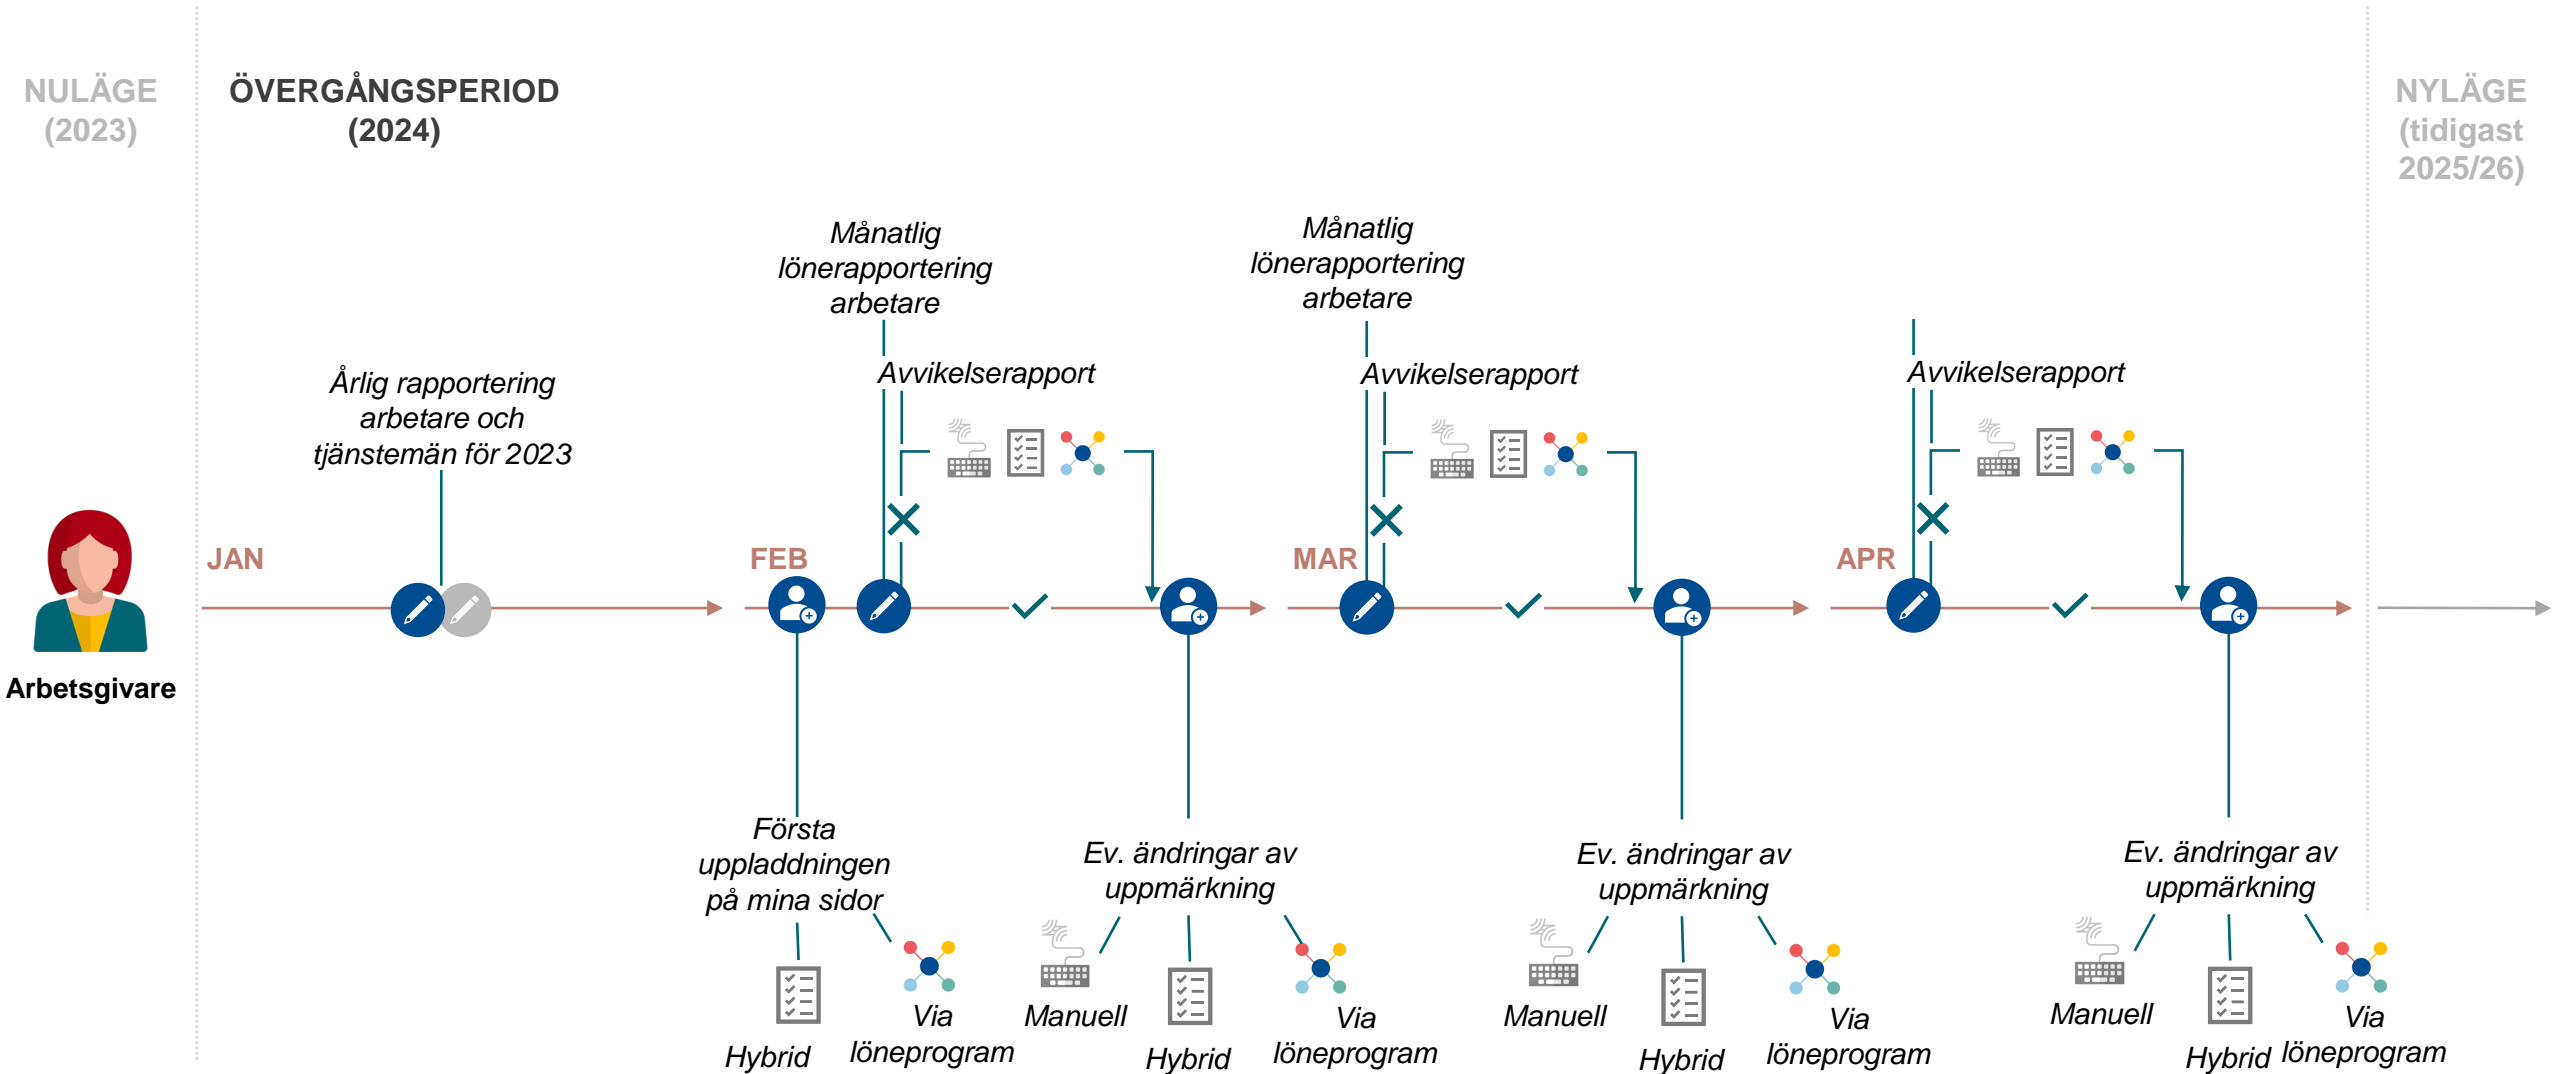 NULÄGE
(2023)
ÖVERGÅNGSPERIOD
(2024)
NYLÄGE
(tidigast
2025/26)
Månatlig
lönerapportering
arbetare
Månatlig
lönerapportering
arbetare
Årlig rapportering
arbetare och
tjänstemän för 2023
Avvikelserapport
Avvikelserapport
Avvikelserapport
JAN
FEB
MAR
APR
Arbetsgivare
Första
uppladdningen
på mina sidor
Ev. ändringar av
uppmärkning
Ev. ändringar av
uppmärkning
Ev. ändringar av
uppmärkning
Hybrid
Via
löneprogram
Manuell
Hybrid
Via
löneprogram
Manuell
Hybrid
Via
löneprogram
Manuell
Hybrid
Via
löneprogram